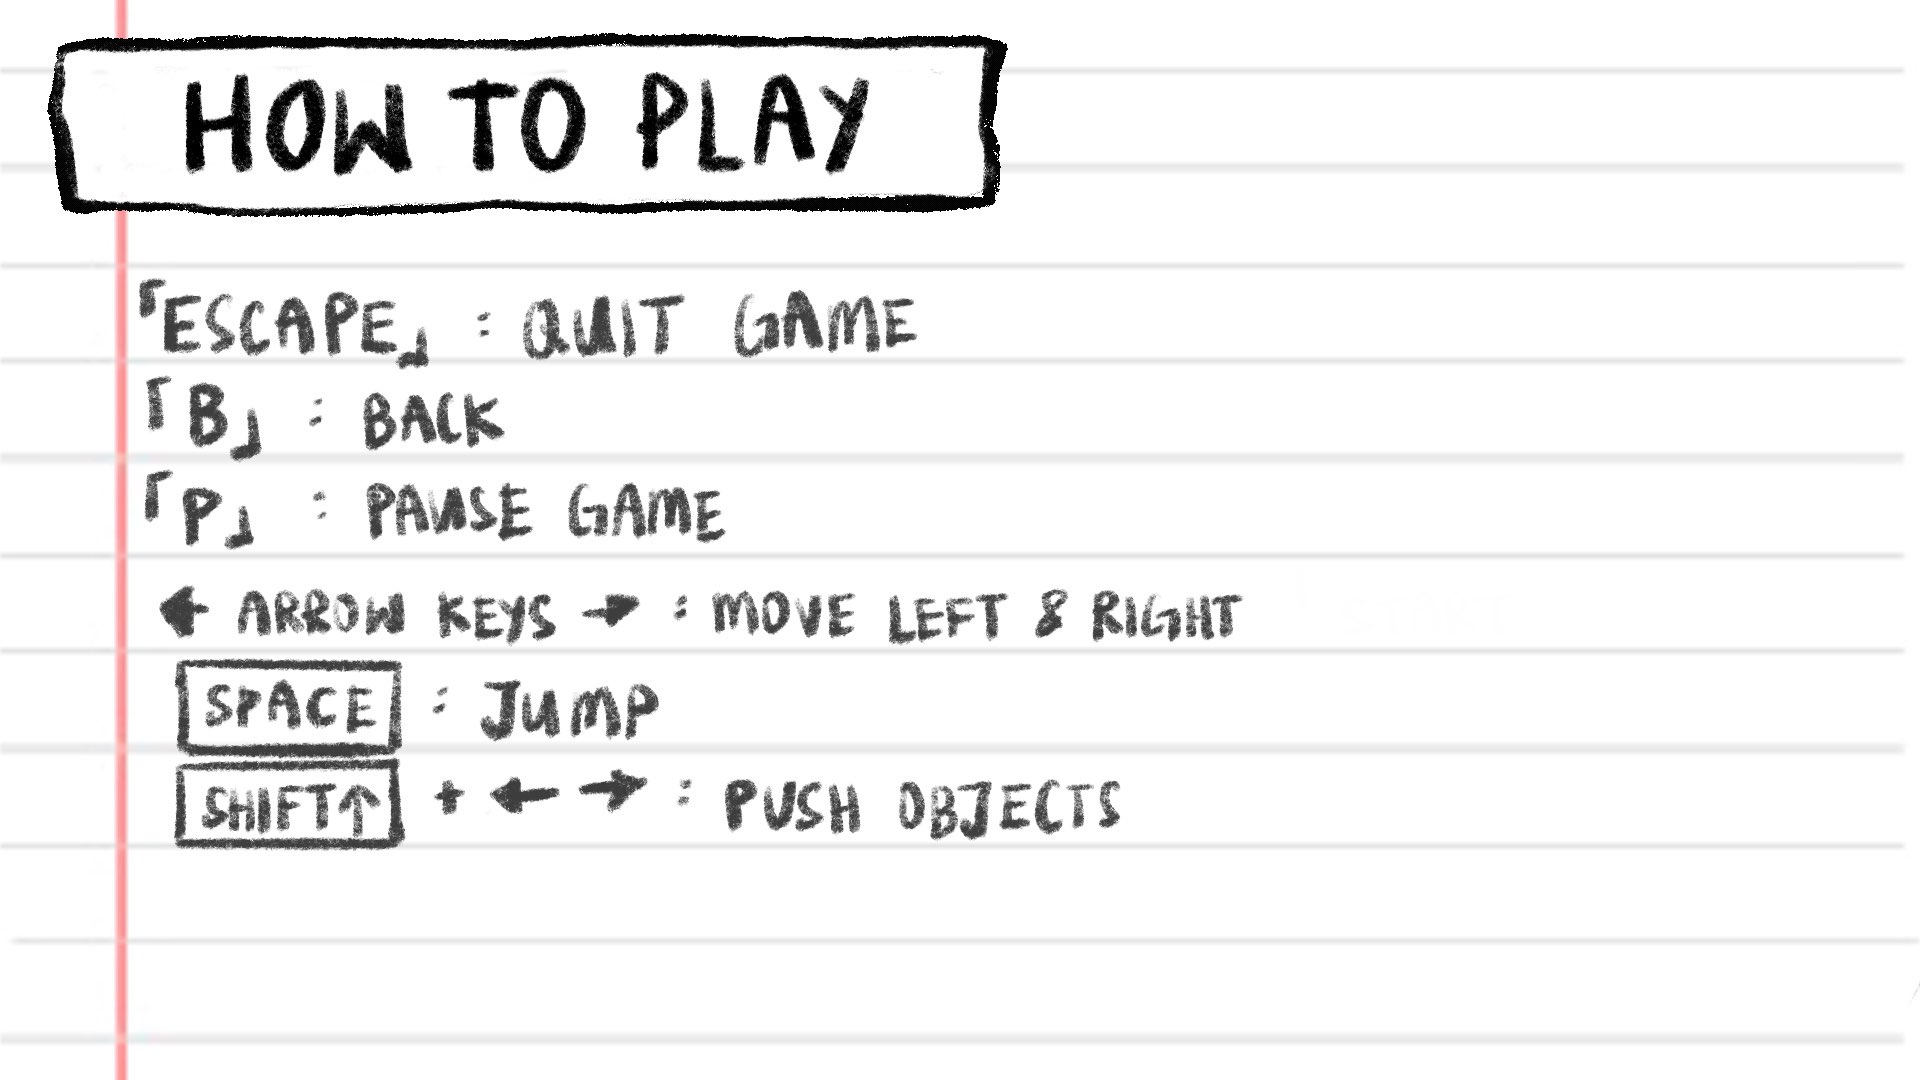 HOW TO PLAY
「ESCAPE」 : QUIT GAME
「B」 : BACK
「P」 : PAUSE GAME
← ARROW KEYS → : MOVE LEFT & RIGHT
SPACE : JUMP
SHIFT↑ + ← → : PUSH OBJECTS